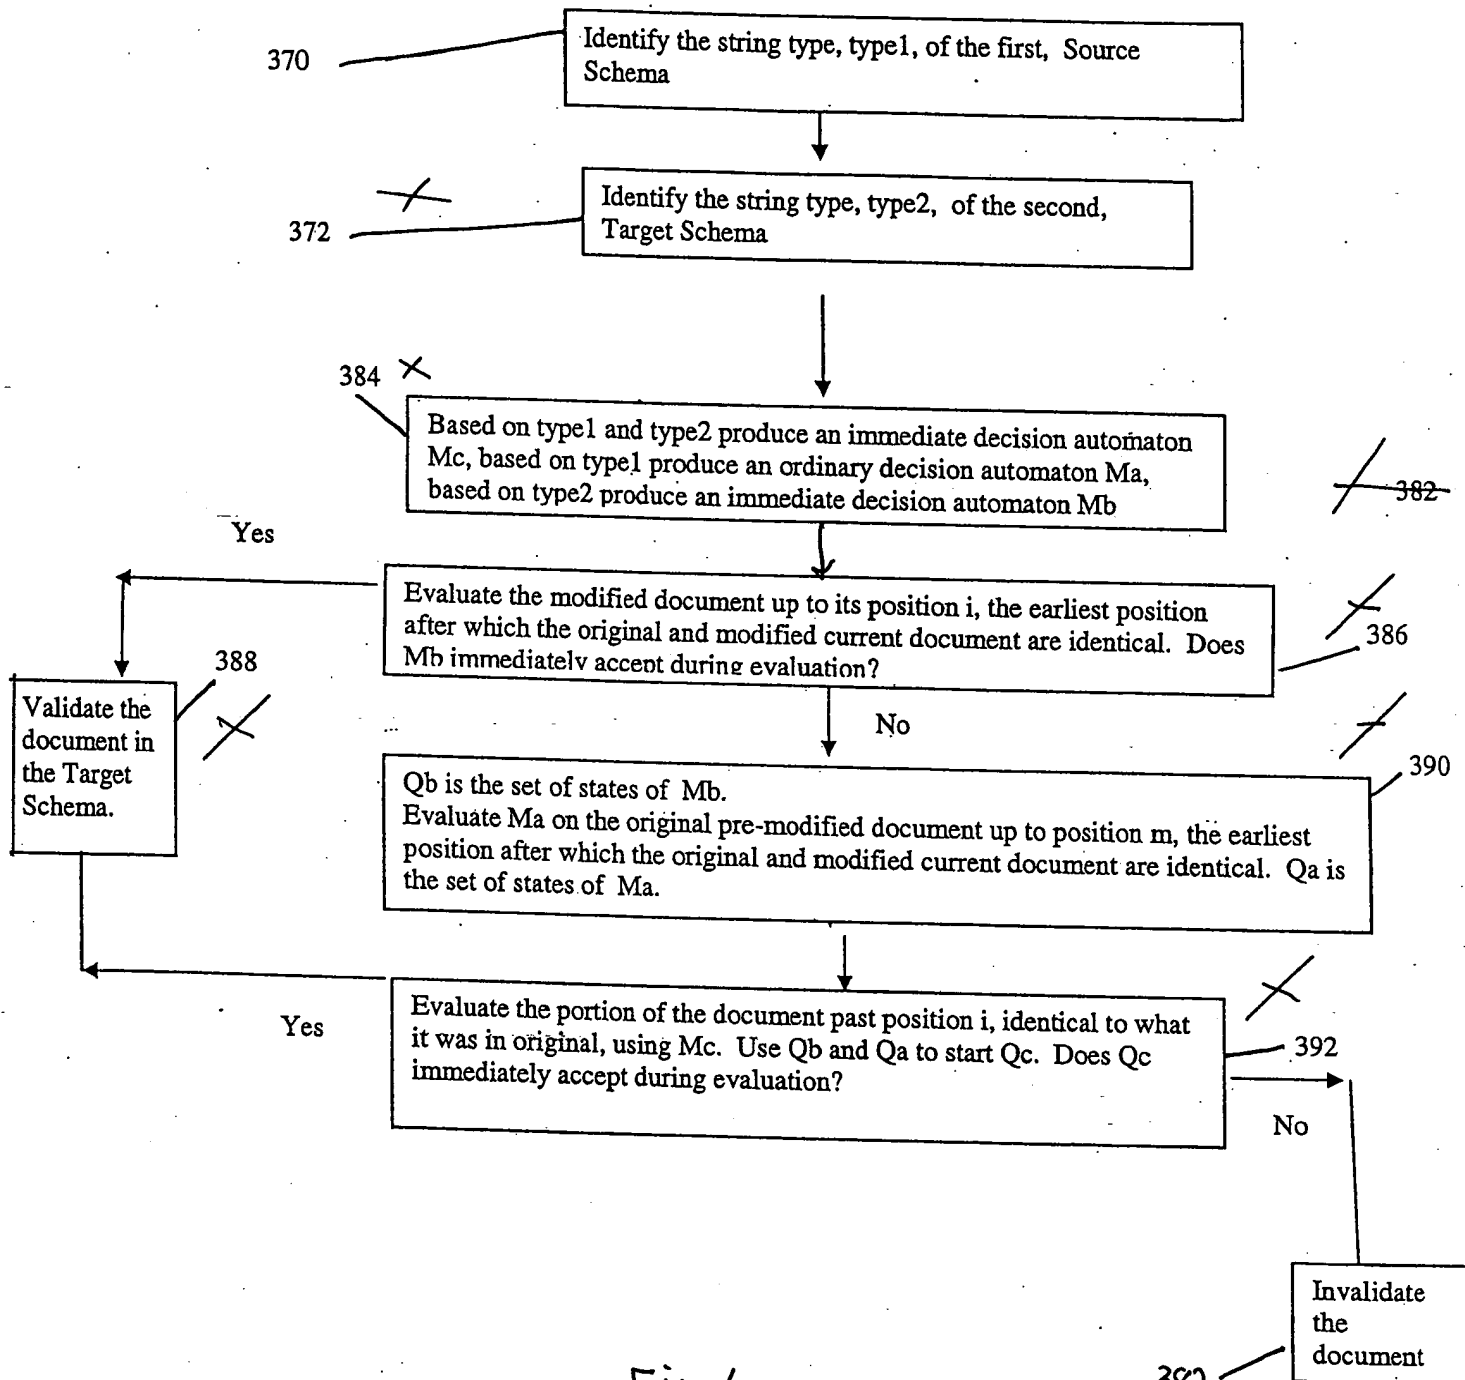 370
Identify the string type, type1, of the first, Source
Schema
372
Identify the string type, type2, of the second,
Target Schema
384
Based on type1 and type2 produce an immediate decision automaton
Mc, based on type1 produce an ordinary decision automaton Ma,
based on type2 produce an immediate decision automaton Mb
382
Yes
Evaluate the modified document up to its position i, the earliest position
after which the original and modified current document are identical. Does
Mb immediately accept during evaluation?
386
388
Validate the
document in
the Target
Schema.
No
390
Qb is the set of states of Mb.
Evaluate Ma on the original pre-modified document up to position m, the earliest
position after which the original and modified current document are identical. Qa is
the set of states of Ma.
Yes
Evaluate the portion of the document past position i, identical to what
it was in original, using Mc. Use Qb and Qa to start Qc. Does Qc
immediately accept during evaluation?
392
No
Invalidate
the
document